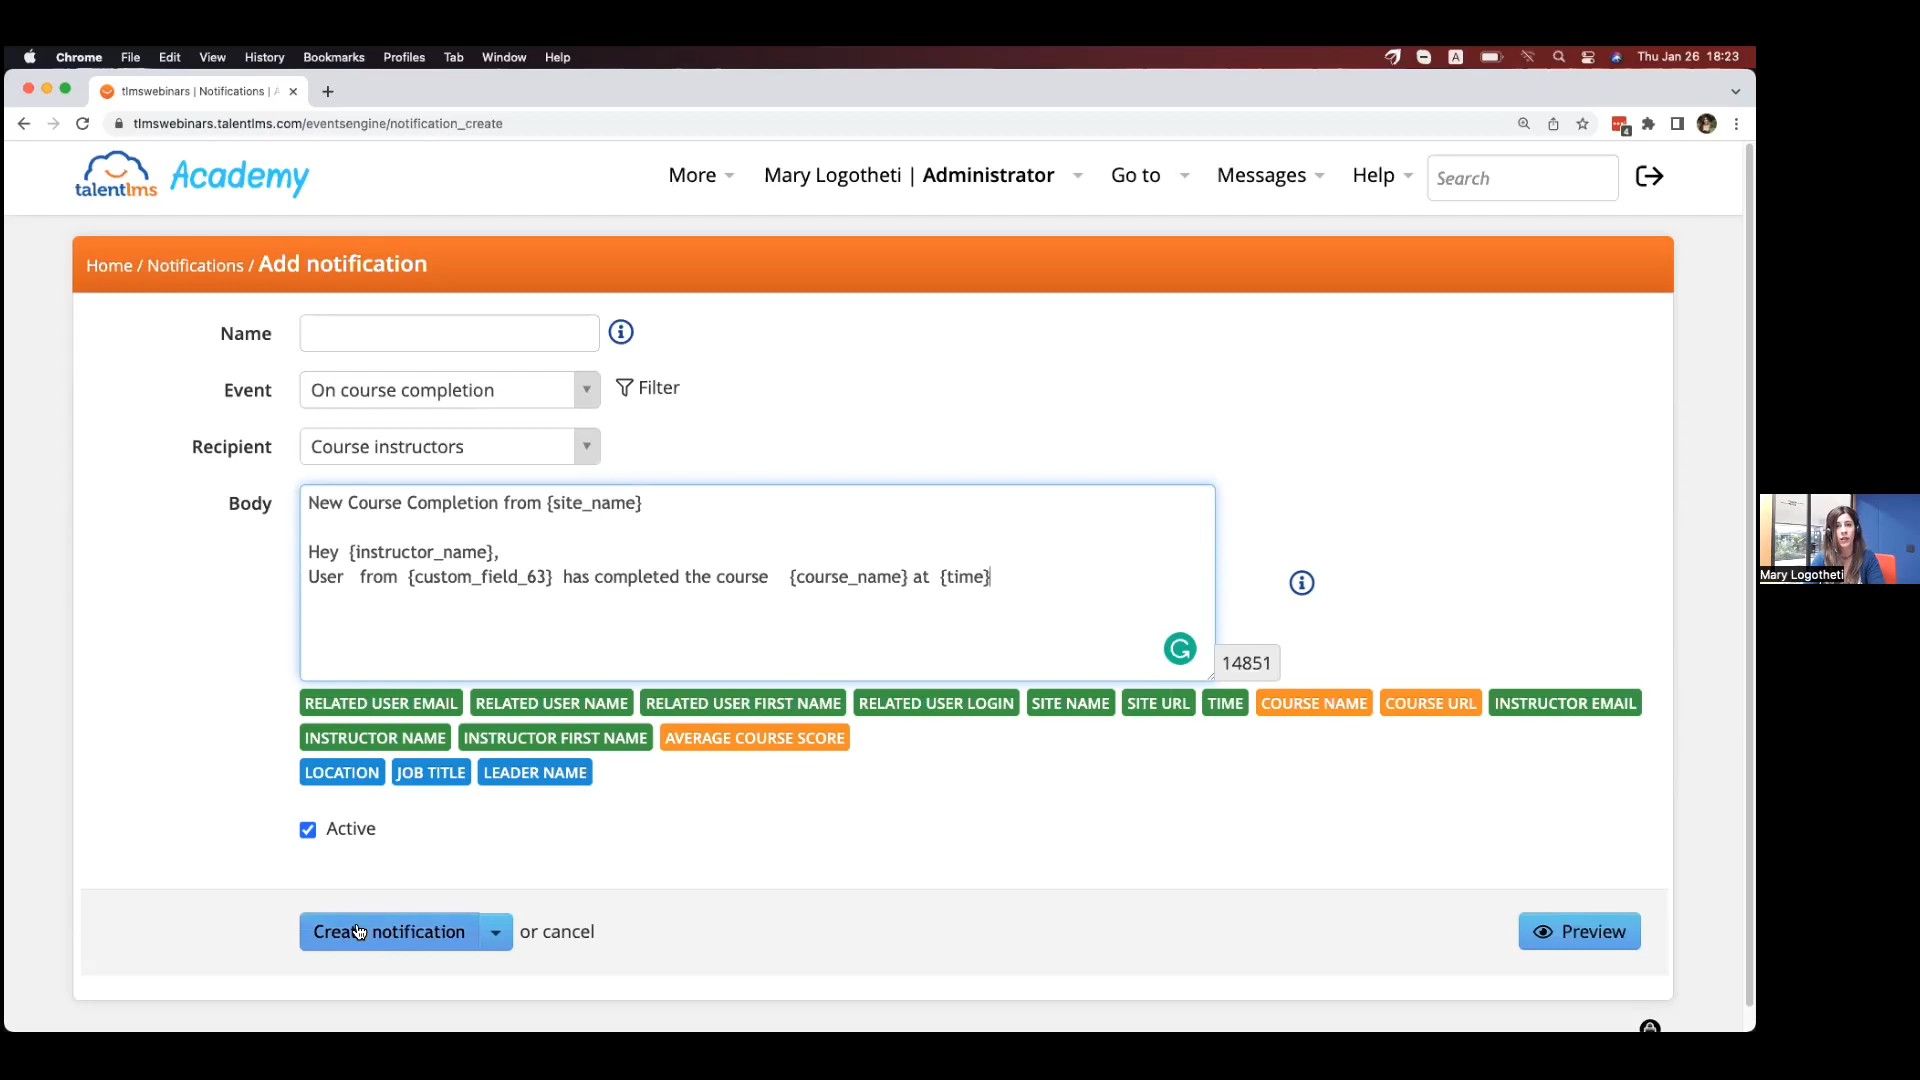 Chrome File Edit View History Bookmarks Profiles Tab Window Help A Thu Jan 26 18:23
tlmswebinars | Notifications |
tlmswebinars.talentlms.com/eventsengine/notification_create
4
talentlms Academy
More Mary Logotheti | Administrator Go to Messages Help Search
Home / Notifications / Add notification
Name
Event On course completion Filter
Recipient Course instructors
Body New Course Completion from {site_name}
Hey {instructor_name},
User from {custom_field_63} has completed the course {course_name} at {time}
14851
RELATED USER EMAIL RELATED USER NAME RELATED USER FIRST NAME RELATED USER LOGIN SITE NAME SITE URL TIME COURSE NAME COURSE URL INSTRUCTOR EMAIL
INSTRUCTOR NAME INSTRUCTOR FIRST NAME AVERAGE COURSE SCORE
LOCATION JOB TITLE LEADER NAME
Active
Create notification or cancel Preview
Mary Logotheti